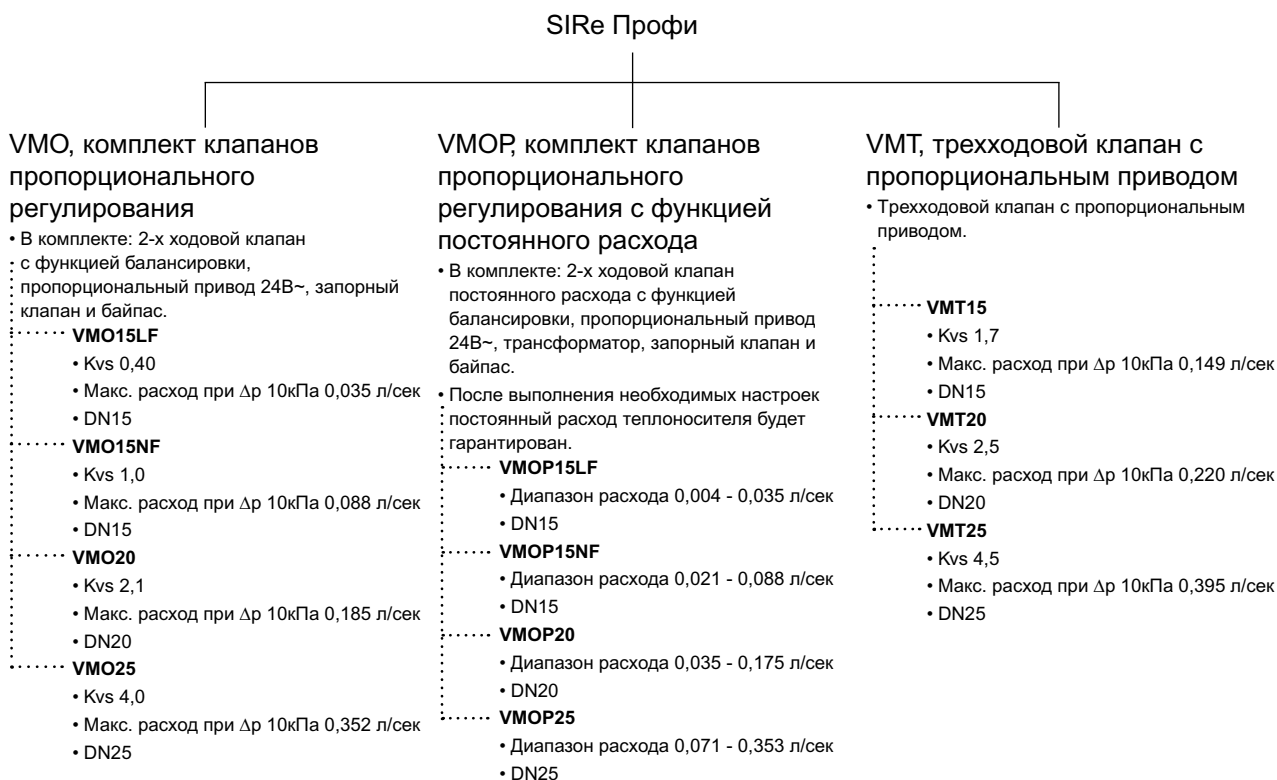 SIRe Профи
VMO, комплект клапанов
пропорционального
регулирования
• В комплекте: 2-х ходовой клапан
с функцией балансировки,
пропорциональный привод 24В~, запорный
клапан и байпас.
VMO15LF
• Kvs 0,40
• Макс. расход при Δp 10кПа 0,035 л/сек
• DN15
VMO15NF
• Kvs 1,0
• Макс. расход при Δp 10кПа 0,088 л/сек
• DN15
VMO20
• Kvs 2,1
• Макс. расход при Δp 10кПа 0,185 л/сек
• DN20
VMO25
• Kvs 4,0
• Макс. расход при Δp 10кПа 0,352 л/сек
• DN25
VMOP, комплект клапанов
пропорционального
регулирования с функцией
постоянного расхода
• В комплекте: 2-х ходовой клапан
постоянного расхода с функцией
балансировки, пропорциональный привод
24В~, трансформатор, запорный клапан и
байпас.
• После выполнения необходимых настроек
постоянный расход теплоносителя будет
гарантирован.
VMOP15LF
• Диапазон расхода 0,004 - 0,035 л/сек
• DN15
VMOP15NF
• Диапазон расхода 0,021 - 0,088 л/сек
• DN15
VMOP20
• Диапазон расхода 0,035 - 0,175 л/сек
• DN20
VMOP25
• Диапазон расхода 0,071 - 0,353 л/сек
• DN25
VMT, трехходовой клапан с
пропорциональным приводом
• Трехходовой клапан с пропорциональным
приводом.
VMT15
• Kvs 1,7
• Макс. расход при Δp 10кПа 0,149 л/сек
• DN15
VMT20
• Kvs 2,5
• Макс. расход при Δp 10кПа 0,220 л/сек
• DN20
VMT25
• Kvs 4,5
• Макс. расход при Δp 10кПа 0,395 л/сек
• DN25